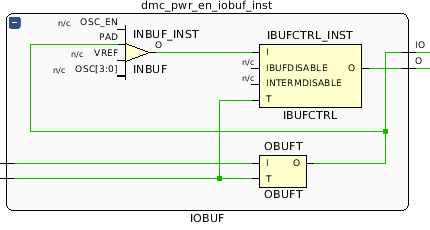 dmc_pwr_en_iobuf_inst
n/c OSC_EN
PAD
n/c VREF
n/c OSC[3:0]
INBUF_INST
O
INBUF
IBUFCTRL_INST
I
n/c IBUFDISABLE
O
n/c INTERMDISABLE
T
IBUFCTRL
IO
O
OBUFT
I O
T
OBUFT
IOBUF